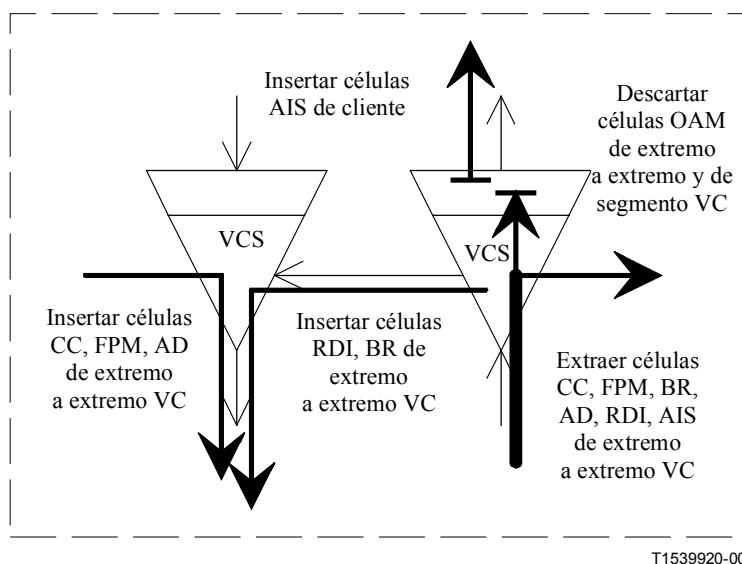 Insertar células
AIS de cliente
Descartar
células OAM
de extremo
a extremo y de
segmento VC
VCS
VCS
Insertar células
CC, FPM, AD
de extremo
a extremo VC
Insertar células
RDI, BR de
extremo
a extremo VC
Extraer células
CC, FPM, BR,
AD, RDI, AIS
de extremo
a extremo VC
T1539920-00